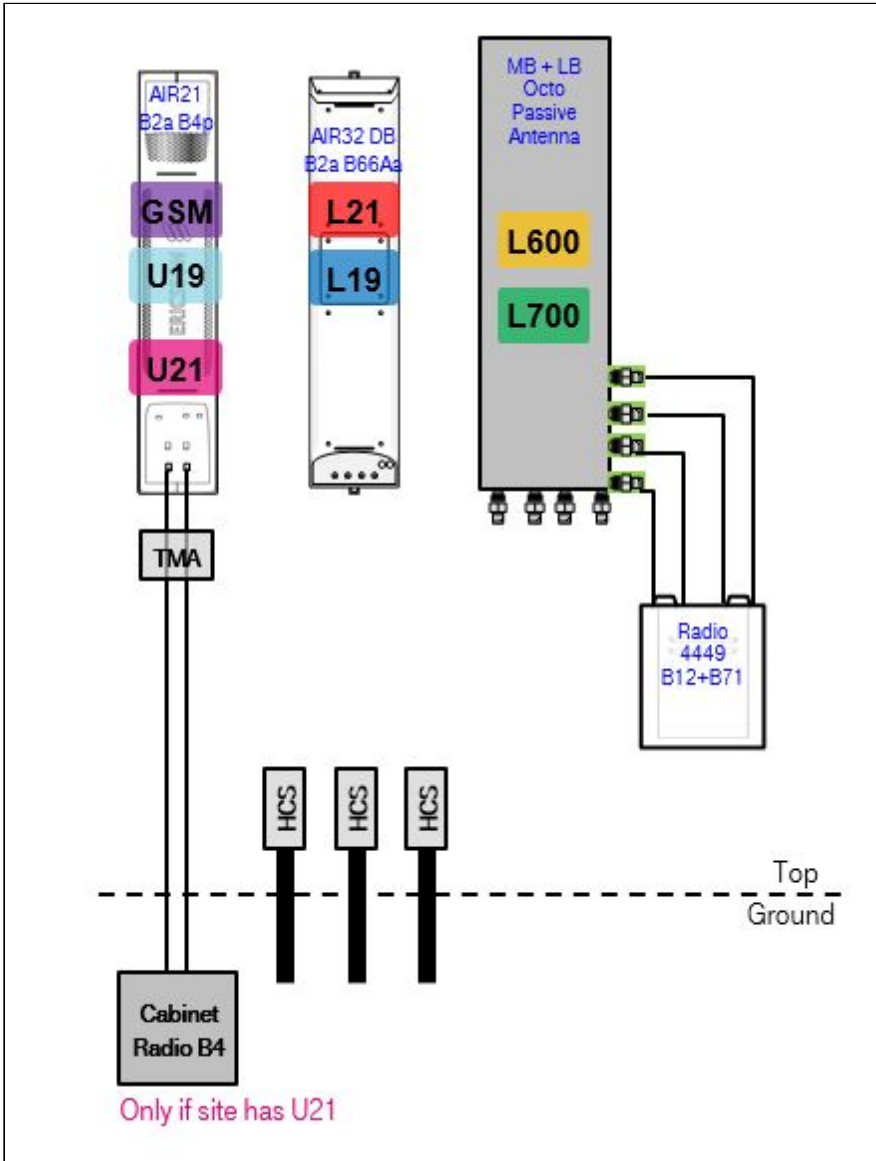 AIR21
B2a B4p
GSM
U19
ERICSSON
U21
TMA
AIR32 DB
B2a B66Aa
L21
L19
MB + LB
Octo
Passive
Antenna
L600
L700
Radio
4449
B12+B71
HCS
HCS
HCS
Top
Ground
Cabinet
Radio B4
Only if site has U21